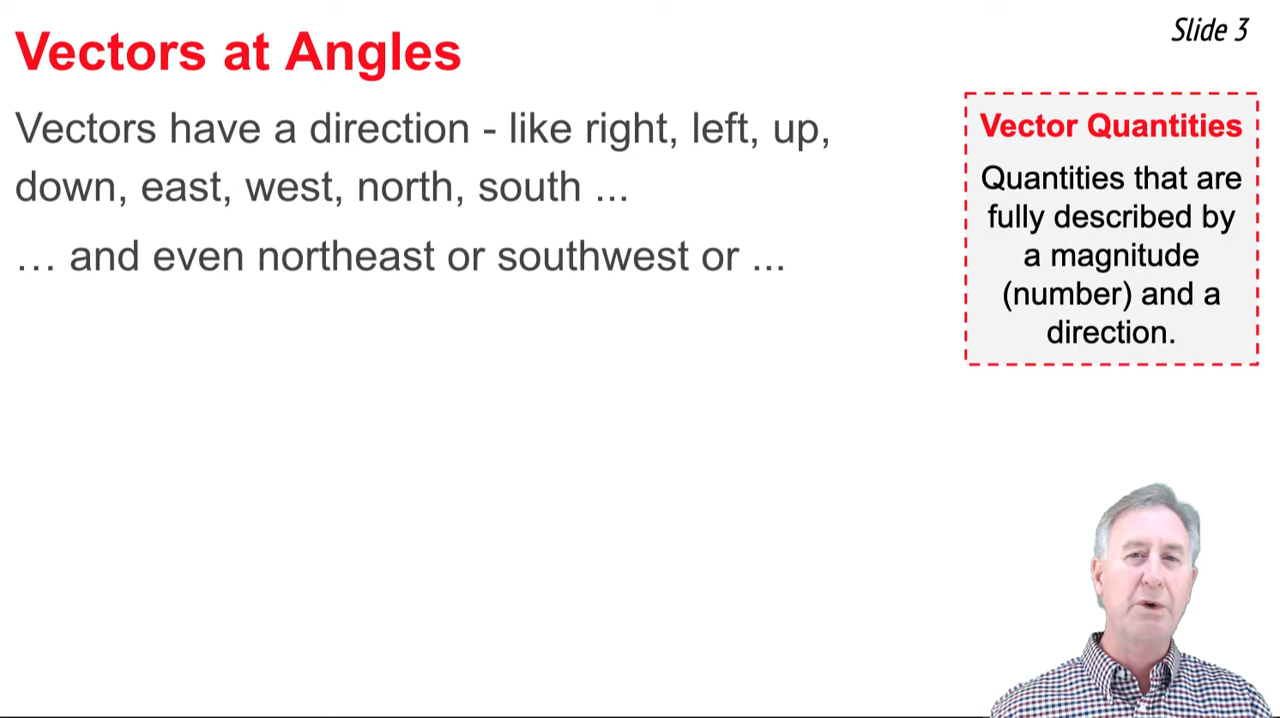 Slide 3
Vectors at Angles
Vectors have a direction - like right, left, up,
down, east, west, north, south ...
… and even northeast or southwest or ...
Vector Quantities
Quantities that are
fully described by
a magnitude
(number) and a
direction.